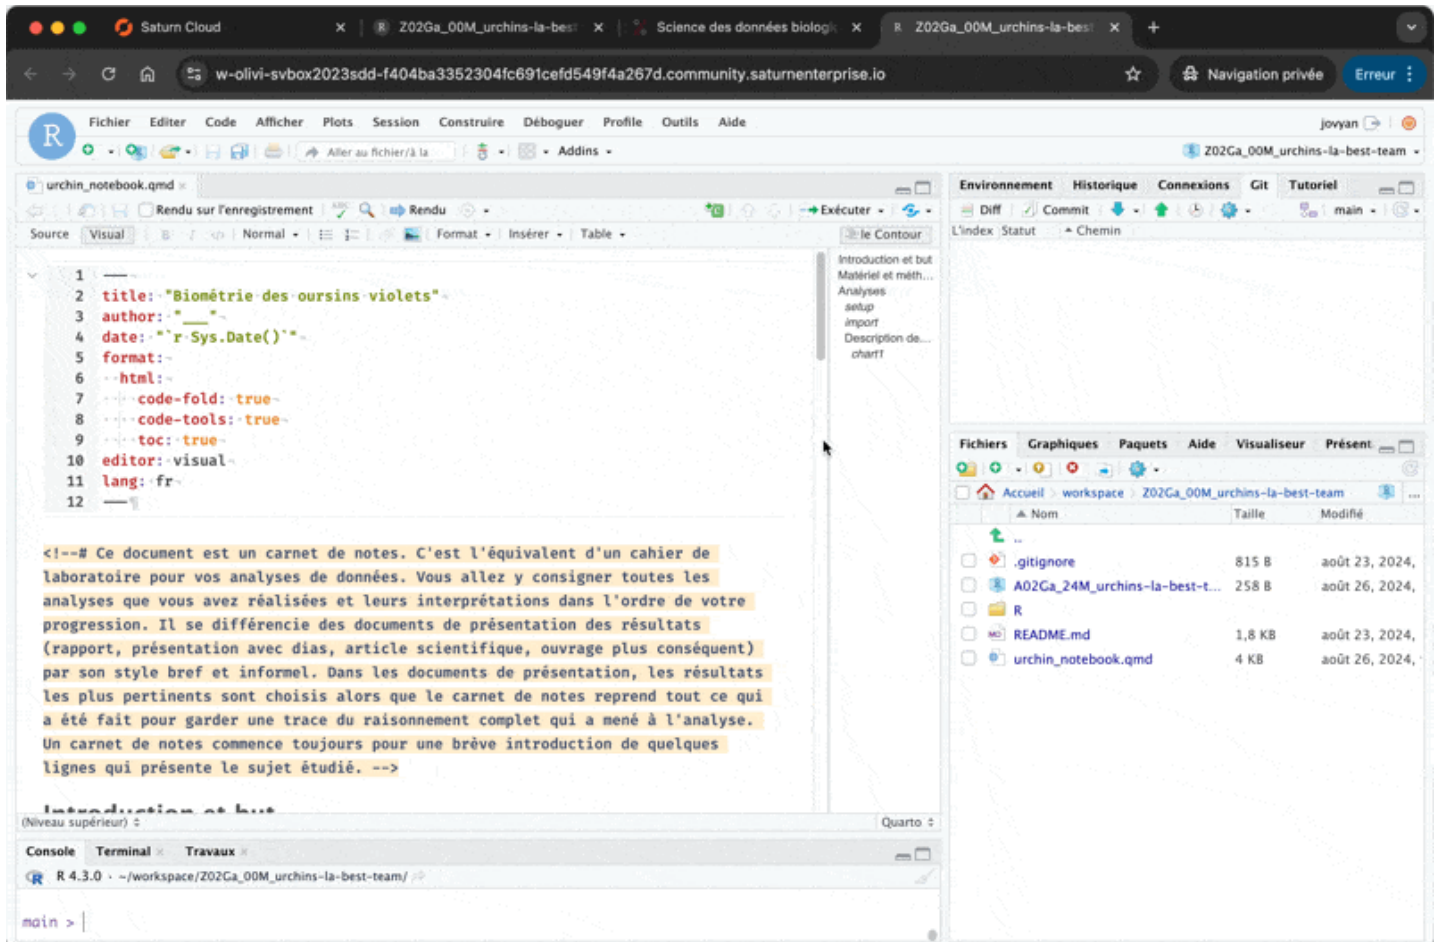 Saturn Cloud
Z02Ga_00M_urchins-la-bes
Science des données biologi
Z02Ga_00M_urchins-la-bes
w-olivi-svbox2023sdd-f404ba3352304fc691cefd549f4a267d.community.saturnenterprise.io
Navigation privée
Erreur
R
Fichier Editer Code Afficher Plots Session Construire Déboguer Profile Outils Aide
jovyan
Aller au fichier/à la
Addins
Z02Ga_00M_urchins-la-best-team
urchin_notebook.qmd
Rendu sur l'enregistrement
Rendu
Exécuter
Source Visual B I </> Normal Format Insérer Table
le Contour
1 ---
2 title: "Biométrie des oursins violets"
3 author: "___"
4 date: "`r Sys.Date()`"
5 format:
6 html:
7 code-fold: true
8 code-tools: true
9 toc: true
10 editor: visual
11 lang: fr
12 ---
<!--# Ce document est un carnet de notes. C'est l'équivalent d'un cahier de
laboratoire pour vos analyses de données. Vous allez y consigner toutes les
analyses que vous avez réalisées et leurs interprétations dans l'ordre de votre
progression. Il se différencie des documents de présentation des résultats
(rapport, présentation avec dias, article scientifique, ouvrage plus conséquent)
par son style bref et informel. Dans les documents de présentation, les résultats
les plus pertinents sont choisis alors que le carnet de notes reprend tout ce qui
a été fait pour garder une trace du raisonnement complet qui a mené à l'analyse.
Un carnet de notes commence toujours pour une brève introduction de quelques
lignes qui présente le sujet étudié. -->
Introduction et but
Introduction et but
Matériel et méth...
Analyses
setup
import
Description de...
chart1
(Niveau supérieur)
Quarto
Console Terminal Travaux
R 4.3.0 · ~/workspace/Z02Ga_00M_urchins-la-best-team/
main >
Environnement Historique Connexions Git Tutoriel
Diff Commit main
L'index Statut Chemin
Fichiers Graphiques Paquets Aide Visualiseur Présent
Accueil workspace Z02Ga_00M_urchins-la-best-team ...
Nom Taille Modifié
..
.gitignore 815 B août 23, 2024,
A02Ga_24M_urchins-la-best-t... 258 B août 26, 2024,
R
README.md 1,8 KB août 23, 2024,
urchin_notebook.qmd 4 KB août 26, 2024,